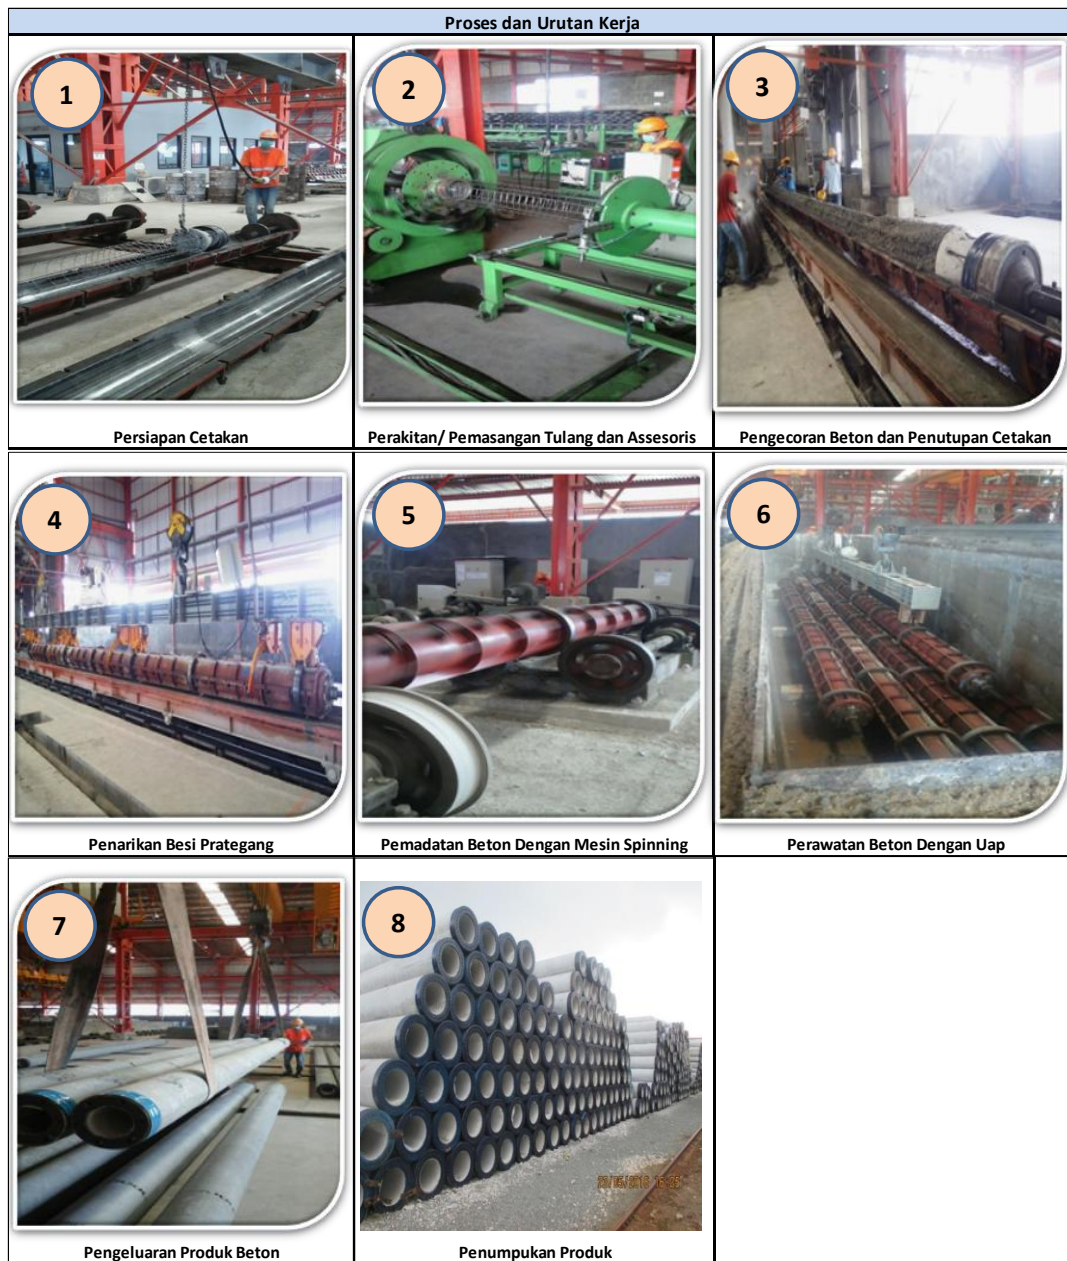 Proses dan Urutan Kerja
1
2
3
Persiapan Cetakan
Perakitan/ Pemasangan Tulang dan Assesoris
Pengecoran Beton dan Penutupan Cetakan
4
5
6
Penarikan Besi Prategang
Pemadatan Beton Dengan Mesin Spinning
Perawatan Beton Dengan Uap
7
8
Pengeluaran Produk Beton
Penumpukan Produk